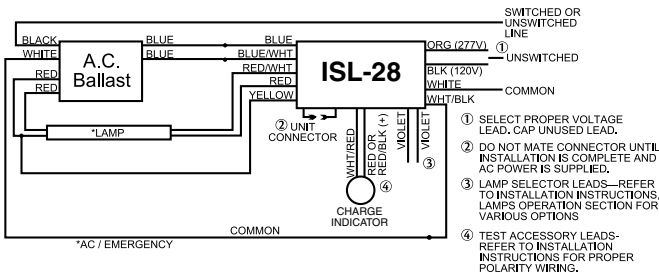 SWITCHED OR
UNSWITCHED
LINE
BLACK
BLUE
BLUE
ORG (277V)
①
WHITE
A.C.
Ballast
BLUE
BLUE/WHT
ISL-28
UNSWITCHED
RED
RED/WHT
BLK (120V)
RED
RED
WHITE
COMMON
YELLOW
WHT/BLK
*LAMP
② UNIT
CONNECTOR
WHT/RED
RED OR
RED/BLK (+)
VIOLET
VIOLET
③
④
CHARGE
INDICATOR
COMMON
*AC / EMERGENCY
① SELECT PROPER VOLTAGE
LEAD. CAP UNUSED LEAD.
② DO NOT MATE CONNECTOR UNTIL
INSTALLATION IS COMPLETE AND
AC POWER IS SUPPLIED.
③ LAMP SELECTOR LEADS—REFER
TO INSTALLATION INSTRUCTIONS,
LAMPS OPERATION SECTION FOR
VARIOUS OPTIONS
④ TEST ACCESSORY LEADS-
REFER TO INSTALLATION
INSTRUCTIONS FOR PROPER
POLARITY WIRING.